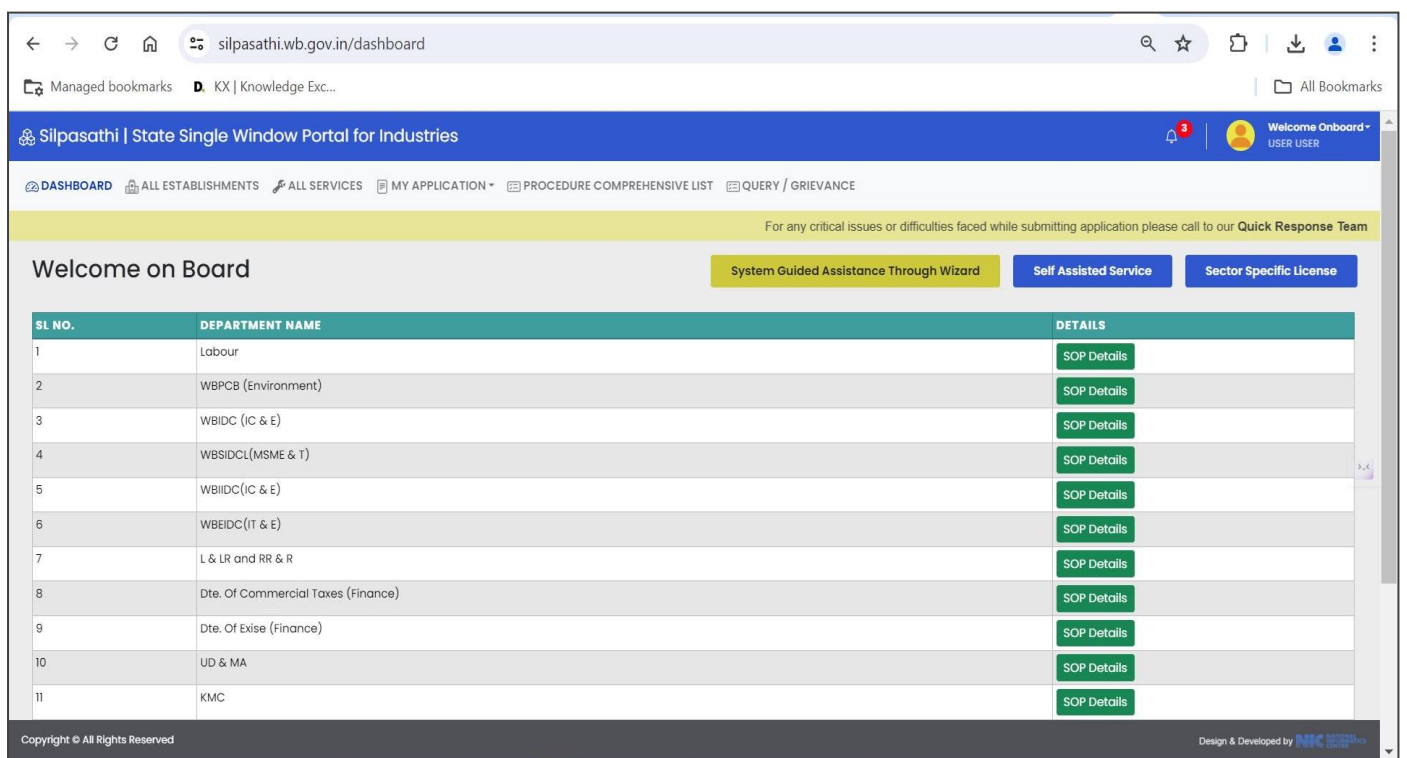 silpasathi.wb.gov.in/dashboard
Managed bookmarks D. KX | Knowledge Exc... All Bookmarks
Silpasathi | State Single Window Portal for Industries 3 Welcome Onboard
USER USER
DASHBOARD ALL ESTABLISHMENTS ALL SERVICES MY APPLICATION PROCEDURE COMPREHENSIVE LIST QUERY / GRIEVANCE
For any critical issues or difficulties faced while submitting application please call to our Quick Response Team
Welcome on Board System Guided Assistance Through Wizard Self Assisted Service Sector Specific License
SL NO. DEPARTMENT NAME DETAILS
1 Labour SOP Details
2 WBPCB (Environment) SOP Details
3 WBIDC (IC & E) SOP Details
4 WBSIDCL(MSME & T) SOP Details
5 WBIIDC(IC & E) SOP Details
6 WBEIDC(IT & E) SOP Details
7 L & LR and RR & R SOP Details
8 Dte. Of Commercial Taxes (Finance) SOP Details
9 Dte. Of Exise (Finance) SOP Details
10 UD & MA SOP Details
11 KMC SOP Details
Copyright © All Rights Reserved Design & Developed by NIC NATIONAL INFORMATICS CENTRE